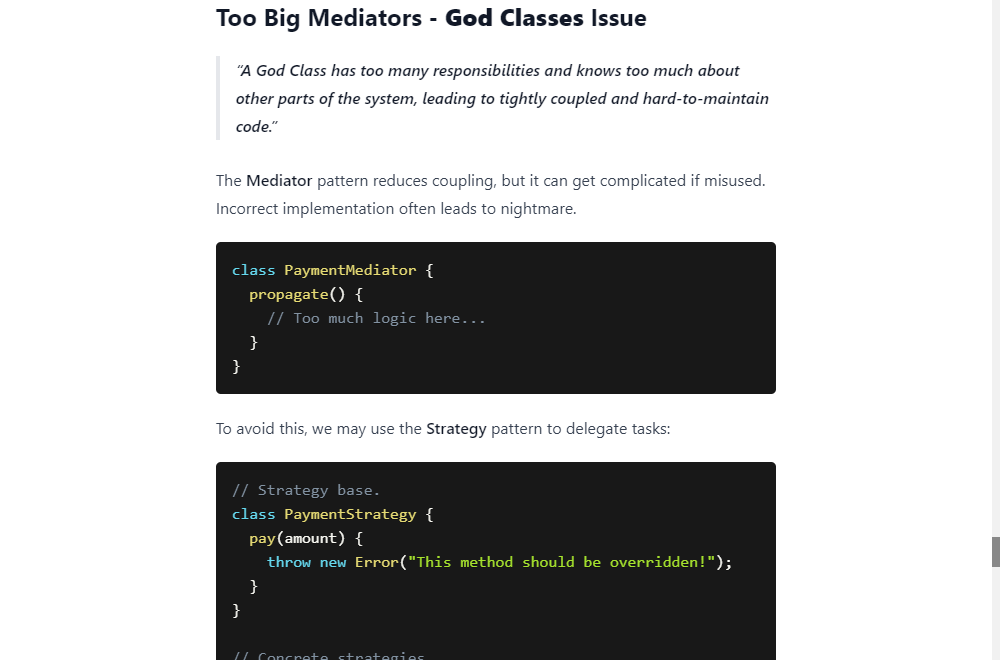 Too Big Mediators - God Classes Issue
"A God Class has too many responsibilities and knows too much about
other parts of the system, leading to tightly coupled and hard-to-maintain
code."
The Mediator pattern reduces coupling, but it can get complicated if misused.
Incorrect implementation often leads to nightmare.
class PaymentMediator {
  propagate() {
    // Too much logic here...
  }
}
To avoid this, we may use the Strategy pattern to delegate tasks:
// Strategy base.
class PaymentStrategy {
  pay(amount) {
    throw new Error("This method should be overridden!");
  }
}
// Concrete strategies